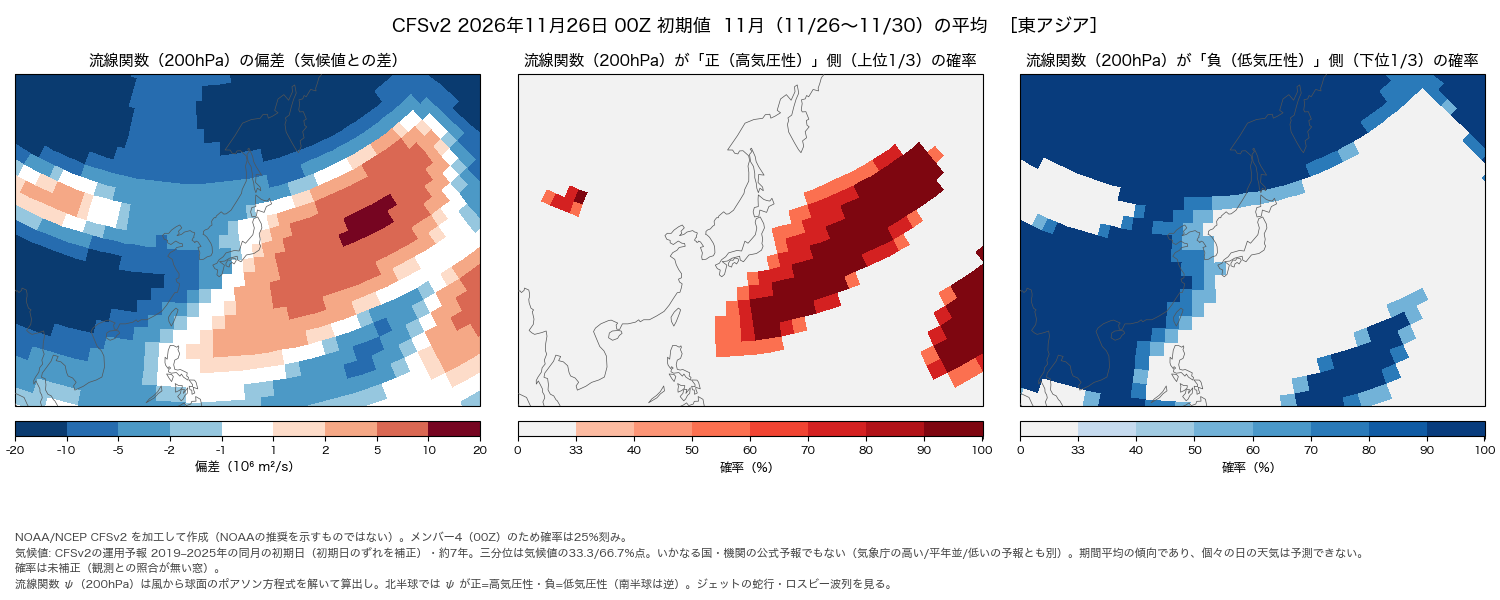 CFSv2 2026年11月26日 00Z 初期値 11月（11/26～11/30）の平均 ［東アジア］
流線関数（200hPa）の偏差（気候値との差）
流線関数（200hPa）が「正（高気圧性）」側（上位1/3）の確率
流線関数（200hPa）が「負（低気圧性）」側（下位1/3）の確率
-20 -10 -5 -2 -1 1 2 5 10 20
偏差（10⁶ m²/s）
0 33 40 50 60 70 80 90 100
確率（%）
0 33 40 50 60 70 80 90 100
確率（%）
NOAA/NCEP CFSv2 を加工して作成（NOAAの推奨を示すものではない）。メンバー4（00Z）のため確率は25%刻み。
気候値: CFSv2の運用予報 2019–2025年の同月の初期日（初期日のずれを補正）・約7年。三分位は気候値の33.3/66.7%点。いかなる国・機関の公式予報でもない（気象庁の高い/平年並/低いの予報とも別）。期間平均の傾向であり、個々の日の天気は予測できない。
確率は未補正（観測との照合が無い窓）。
流線関数 ψ（200hPa）は風から球面のポアソン方程式を解いて算出し。北半球では ψ が正=高気圧性・負=低気圧性（南半球は逆）。ジェットの蛇行・ロスビー波列を見る。